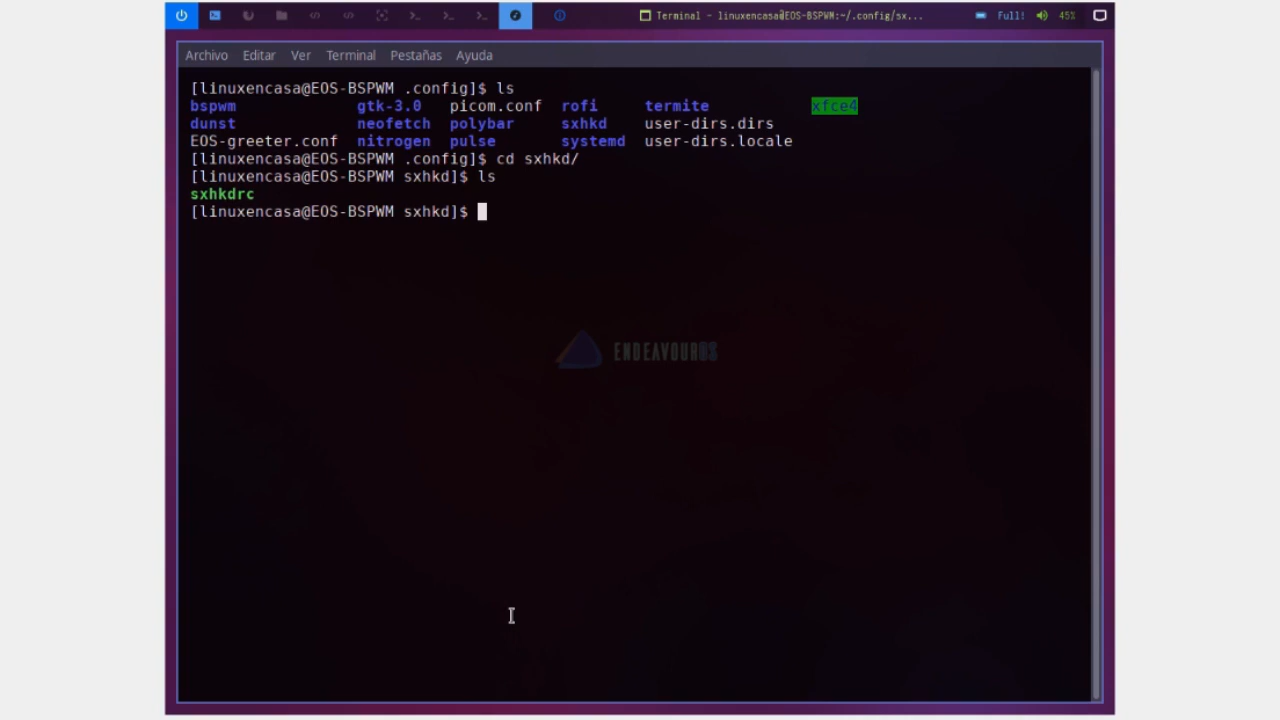 Terminal - linuxencasa@EOS-BSPWM:~/.config/sx... Full! 45%
Archivo Editar Ver Terminal Pestañas Ayuda
[linuxencasa@EOS-BSPWM .config]$ ls
bspwm gtk-3.0 picom.conf rofi termite xfce4
dunst neofetch polybar sxhkd user-dirs.dirs
EOS-greeter.conf nitrogen pulse systemd user-dirs.locale
[linuxencasa@EOS-BSPWM .config]$ cd sxhkd/
[linuxencasa@EOS-BSPWM sxhkd]$ ls
sxhkdrc
[linuxencasa@EOS-BSPWM sxhkd]$
ENDEAVOUROS